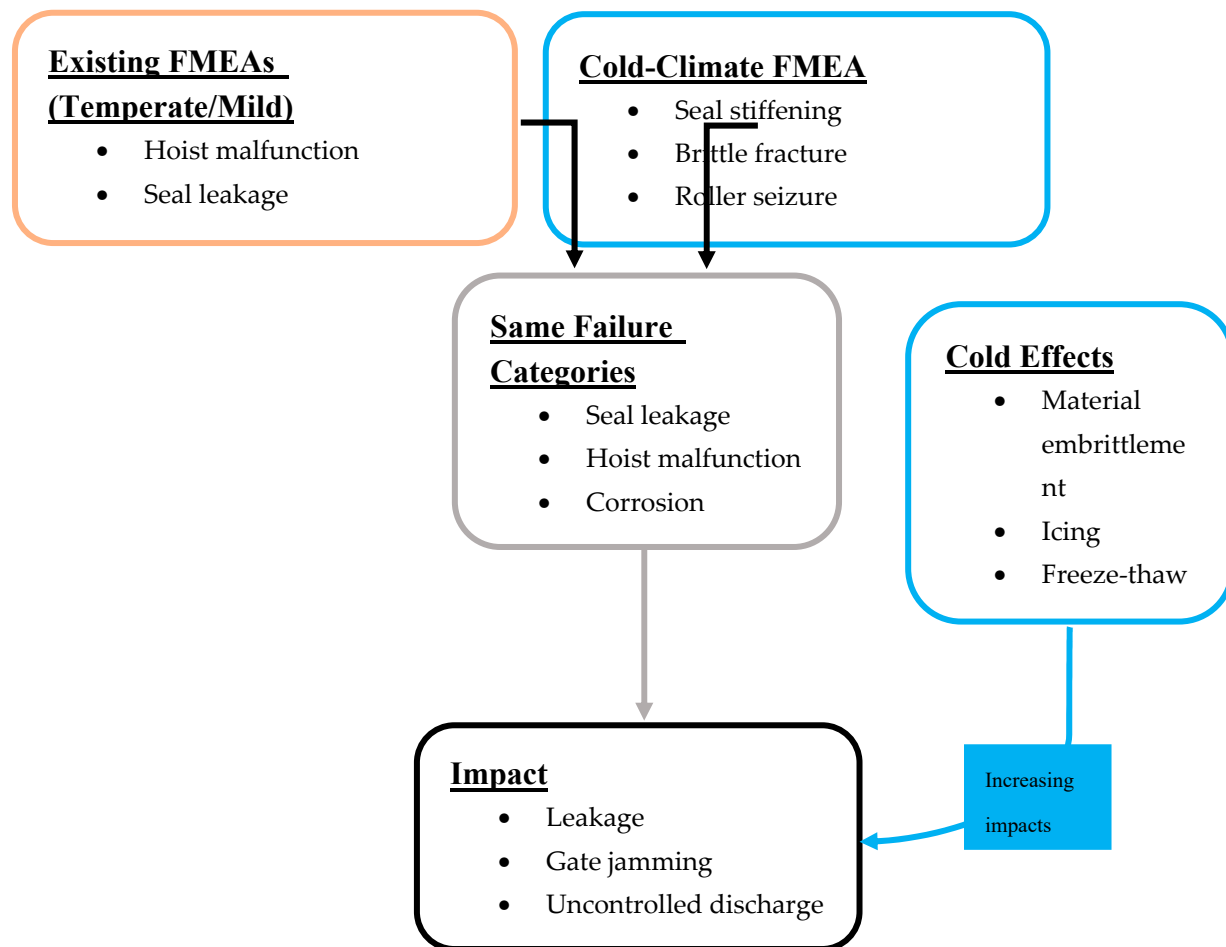 Existing FMEAs
(Temperate/Mild)
• Hoist malfunction
• Seal leakage
Cold-Climate FMEA
• Seal stiffening
• Brittle fracture
• Roller seizure
Same Failure
Categories
• Seal leakage
• Hoist malfunction
• Corrosion
Cold Effects
• Material
embrittleme
nt
• Icing
• Freeze-thaw
Impact
• Leakage
• Gate jamming
• Uncontrolled discharge
Increasing
impacts